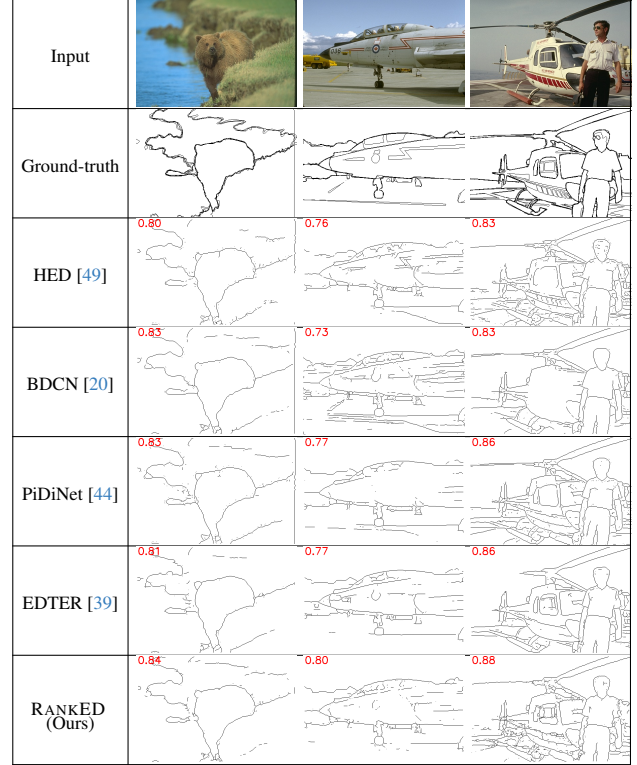 Input
Ground-truth
HED [49]
0.80 0.76 0.83
BDCN [20]
0.83 0.73 0.83
PiDiNet [44]
0.83 0.77 0.86
EDTER [39]
0.81 0.77 0.86
RANKED
(Ours)
0.84 0.80 0.88